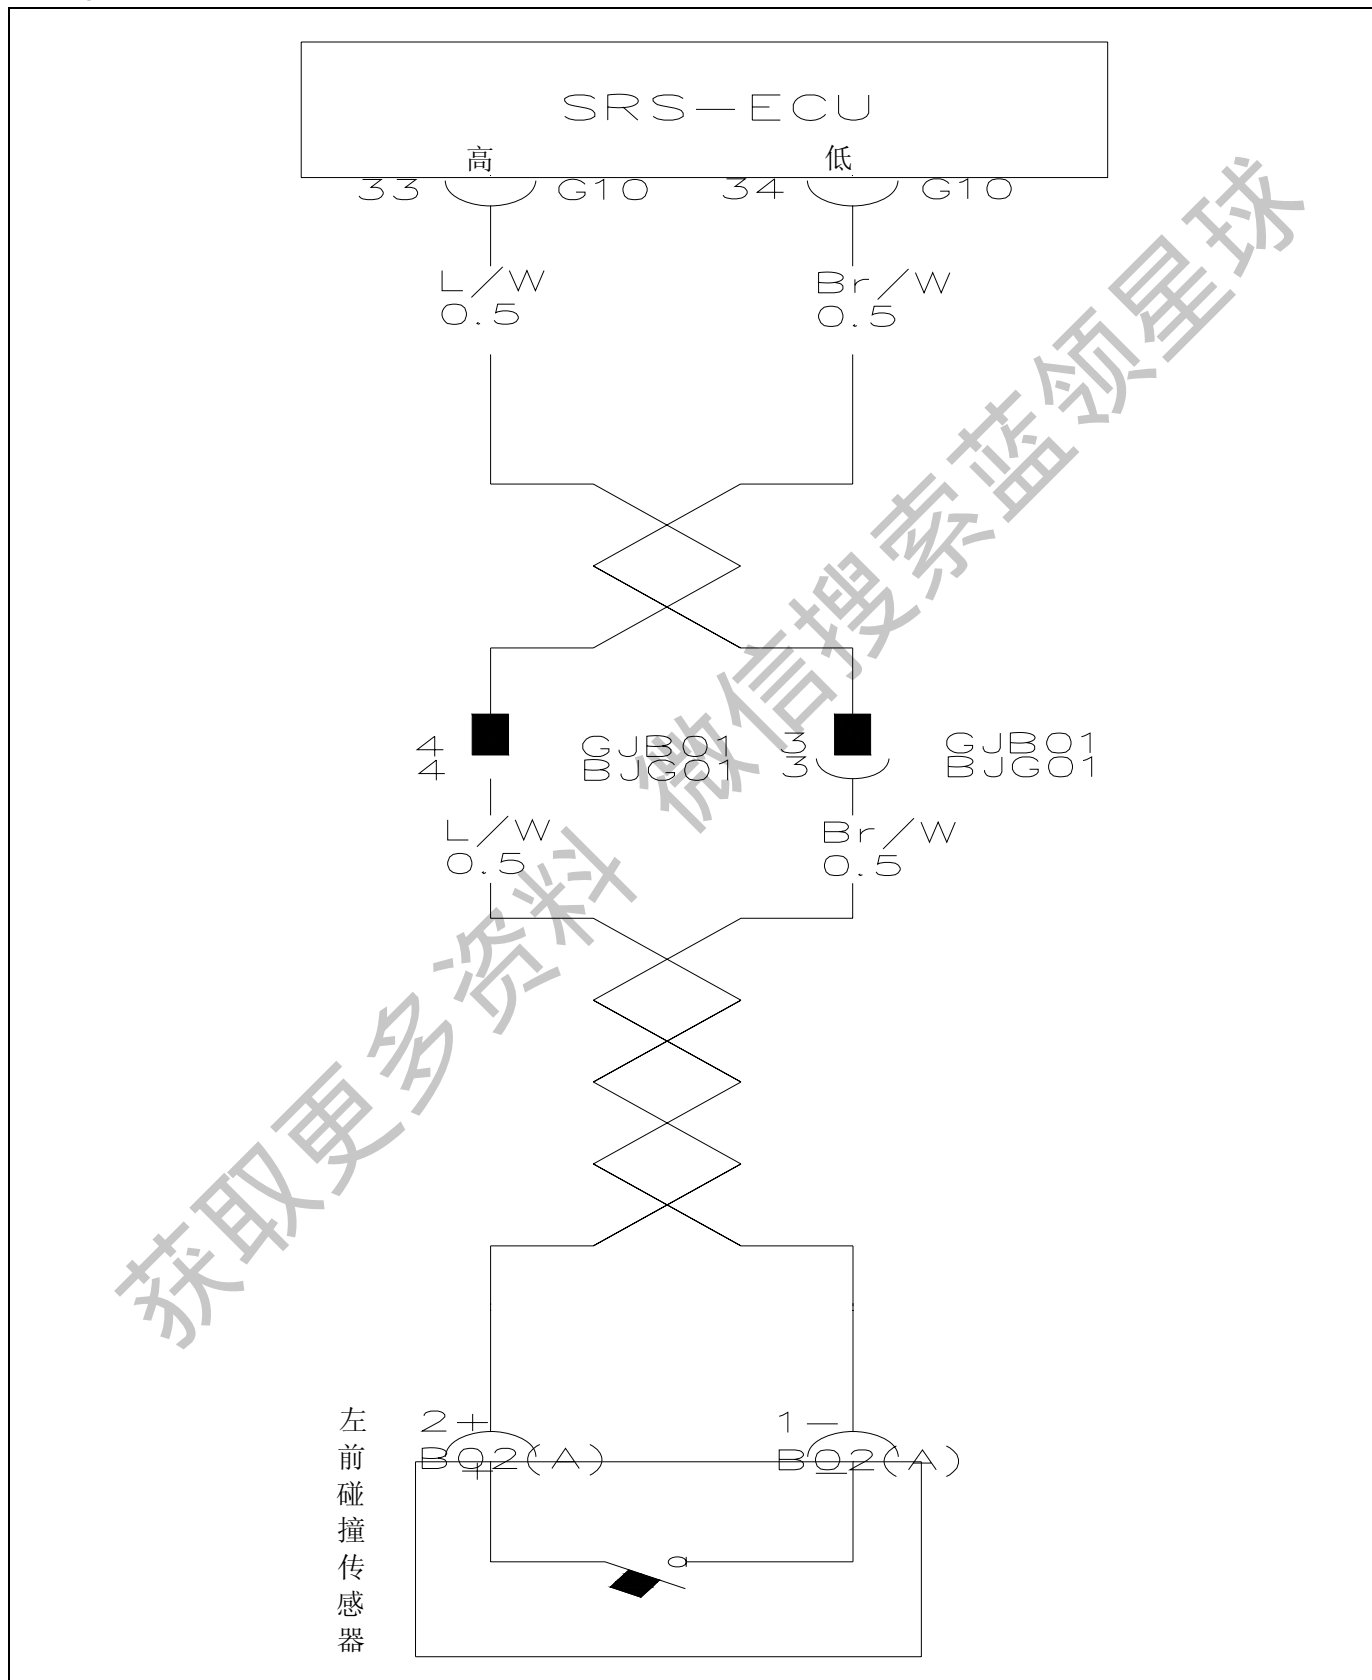 SRS-ECU
高 低
33 G10 34 G10
L/W Br/W
0.5 0.5
4 GJB01 3 GJB01
4 BJG01 3 BJG01
L/W Br/W
0.5 0.5
2+ 1-
B02(A) B02(A)
+ -
左前碰撞传感器
获取更多资料 微信搜索蓝领星球